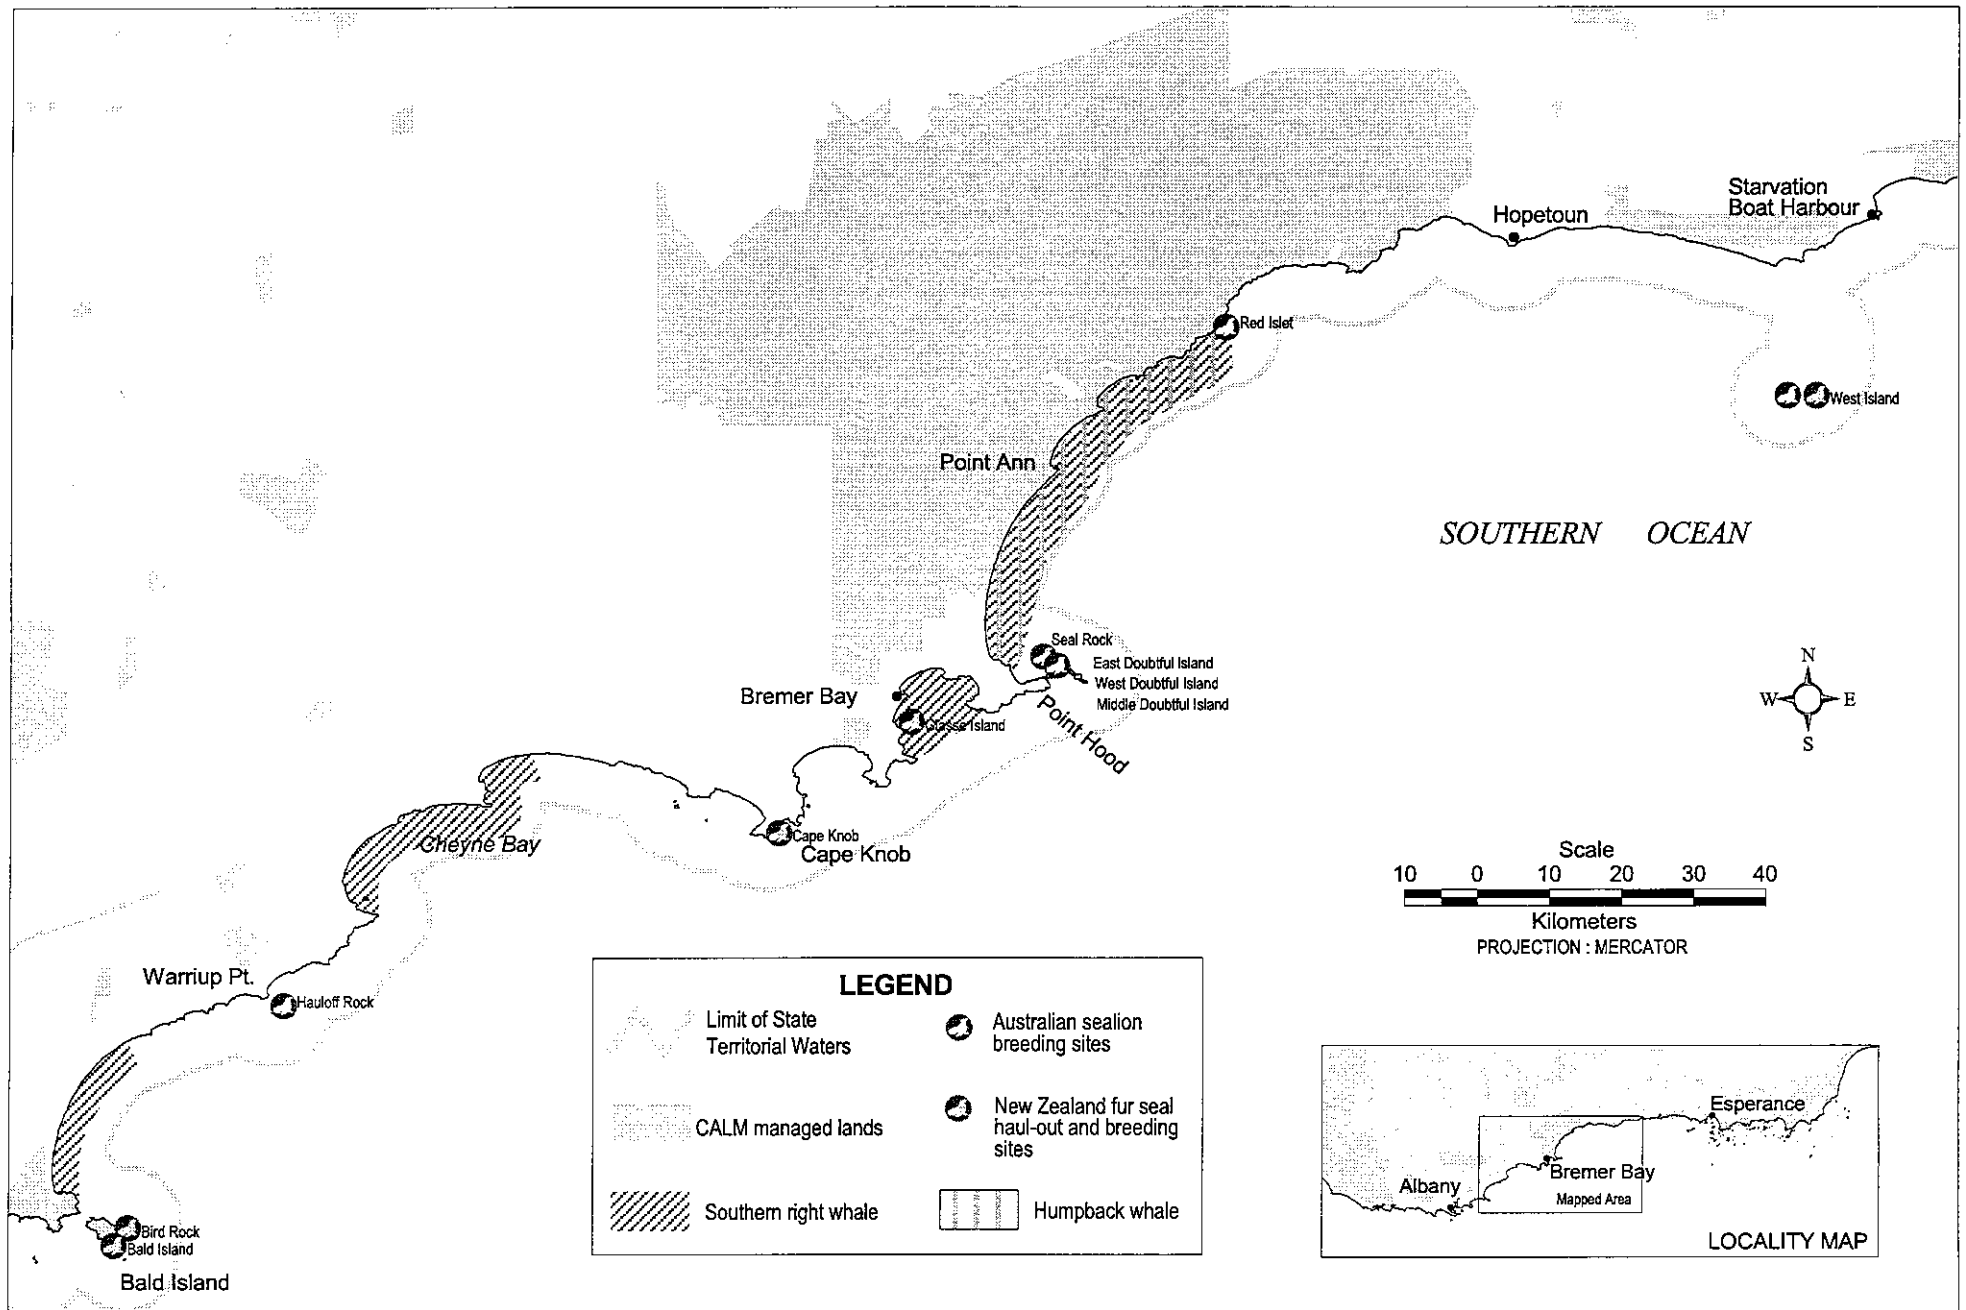 Starvation
Boat Harbour
Hopetoun
Red Islet
West Island
Point Ann
SOUTHERN OCEAN
Seal Rock
East Doubtful Island
West Doubtful Island
Middle Doubtful Island
Bremer Bay
Glasse Island
Point Hood
N
W E
S
Cheyne Bay
Cape Knob
Cape Knob
Scale
10 0 10 20 30 40
Kilometers
PROJECTION : MERCATOR
Warriup Pt.
Hauloff Rock
LEGEND
Limit of State
Territorial Waters
Australian sealion
breeding sites
CALM managed lands
New Zealand fur seal
haul-out and breeding
sites
Southern right whale
Humpback whale
Esperance
Bremer Bay
Albany
Mapped Area
LOCALITY MAP
Bird Rock
Bald Island
Bald Island